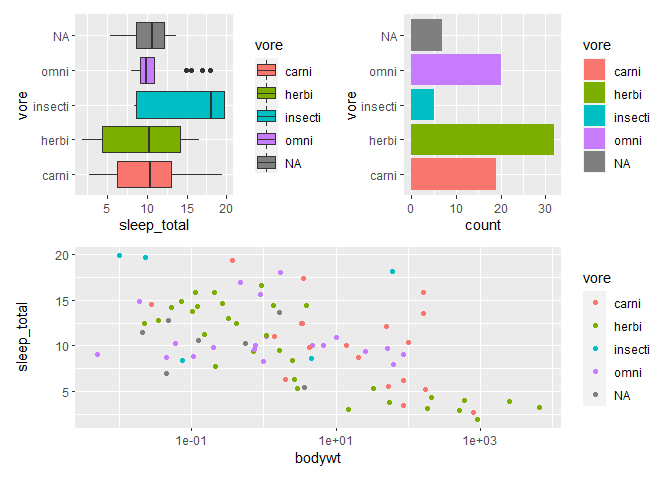 vore
NA
omni
insecti
herbi
carni
5
10
15
20
sleep_total
vore
carni
herbi
insecti
omni
NA
vore
NA
omni
insecti
herbi
carni
0
10
20
30
count
vore
carni
herbi
insecti
omni
NA
sleep_total
20
15
10
5
1e-01
1e+01
1e+03
bodywt
vore
carni
herbi
insecti
omni
NA